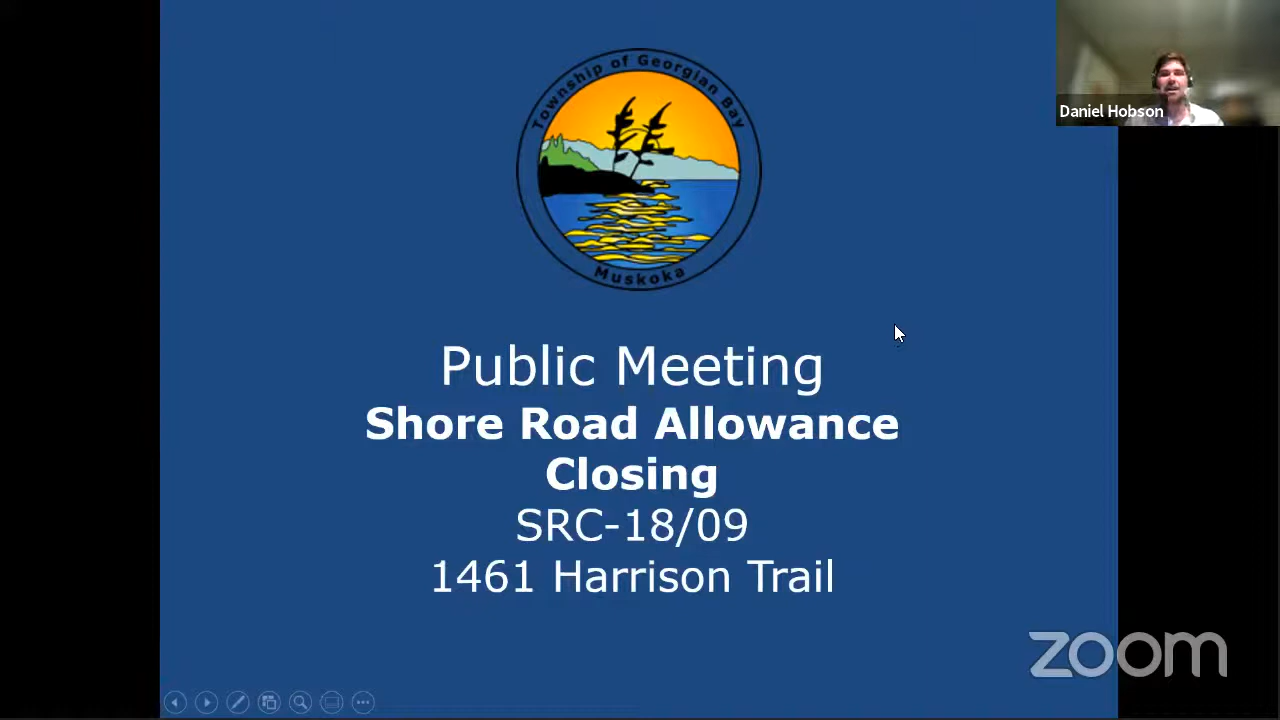 Township of Georgian Bay
Muskoka
Daniel Hobson
Public Meeting
Shore Road Allowance
Closing
SRC-18/09
1461 Harrison Trail
zoom